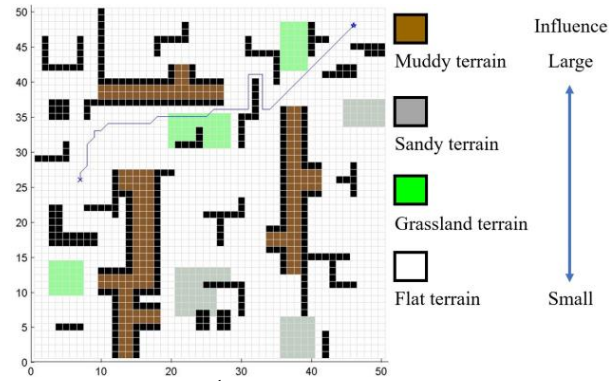 50
45
40
35
30
25
20
15
10
5
0
0 10 20 30 40 50
Influence
Muddy terrain Large
Sandy terrain
Grassland terrain
Flat terrain Small